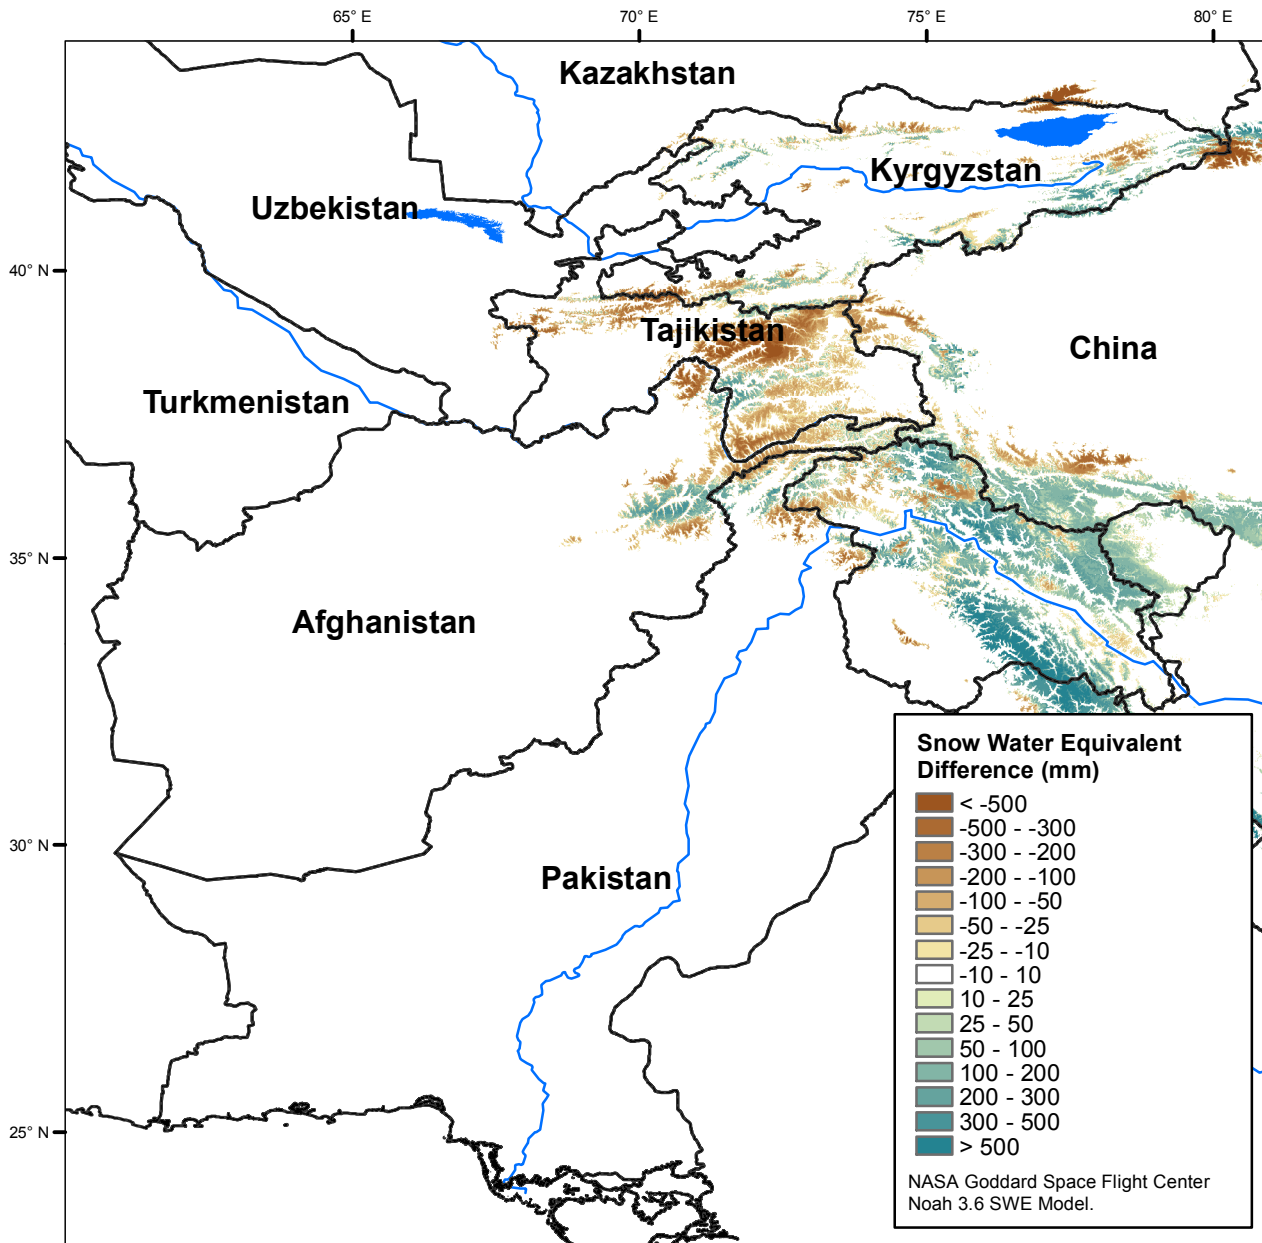 65° E
70° E
75° E
80° E
Kazakhstan
Kyrgyzstan
Uzbekistan
40° N
Tajikistan
China
Turkmenistan
35° N
Afghanistan
Snow Water Equivalent
Difference (mm)
< -500
-500 - -300
-300 - -200
-200 - -100
-100 - -50
-50 - -25
-25 - -10
-10 - 10
10 - 25
25 - 50
50 - 100
100 - 200
200 - 300
300 - 500
> 500
NASA Goddard Space Flight Center
Noah 3.6 SWE Model.
30° N
Pakistan
25° N